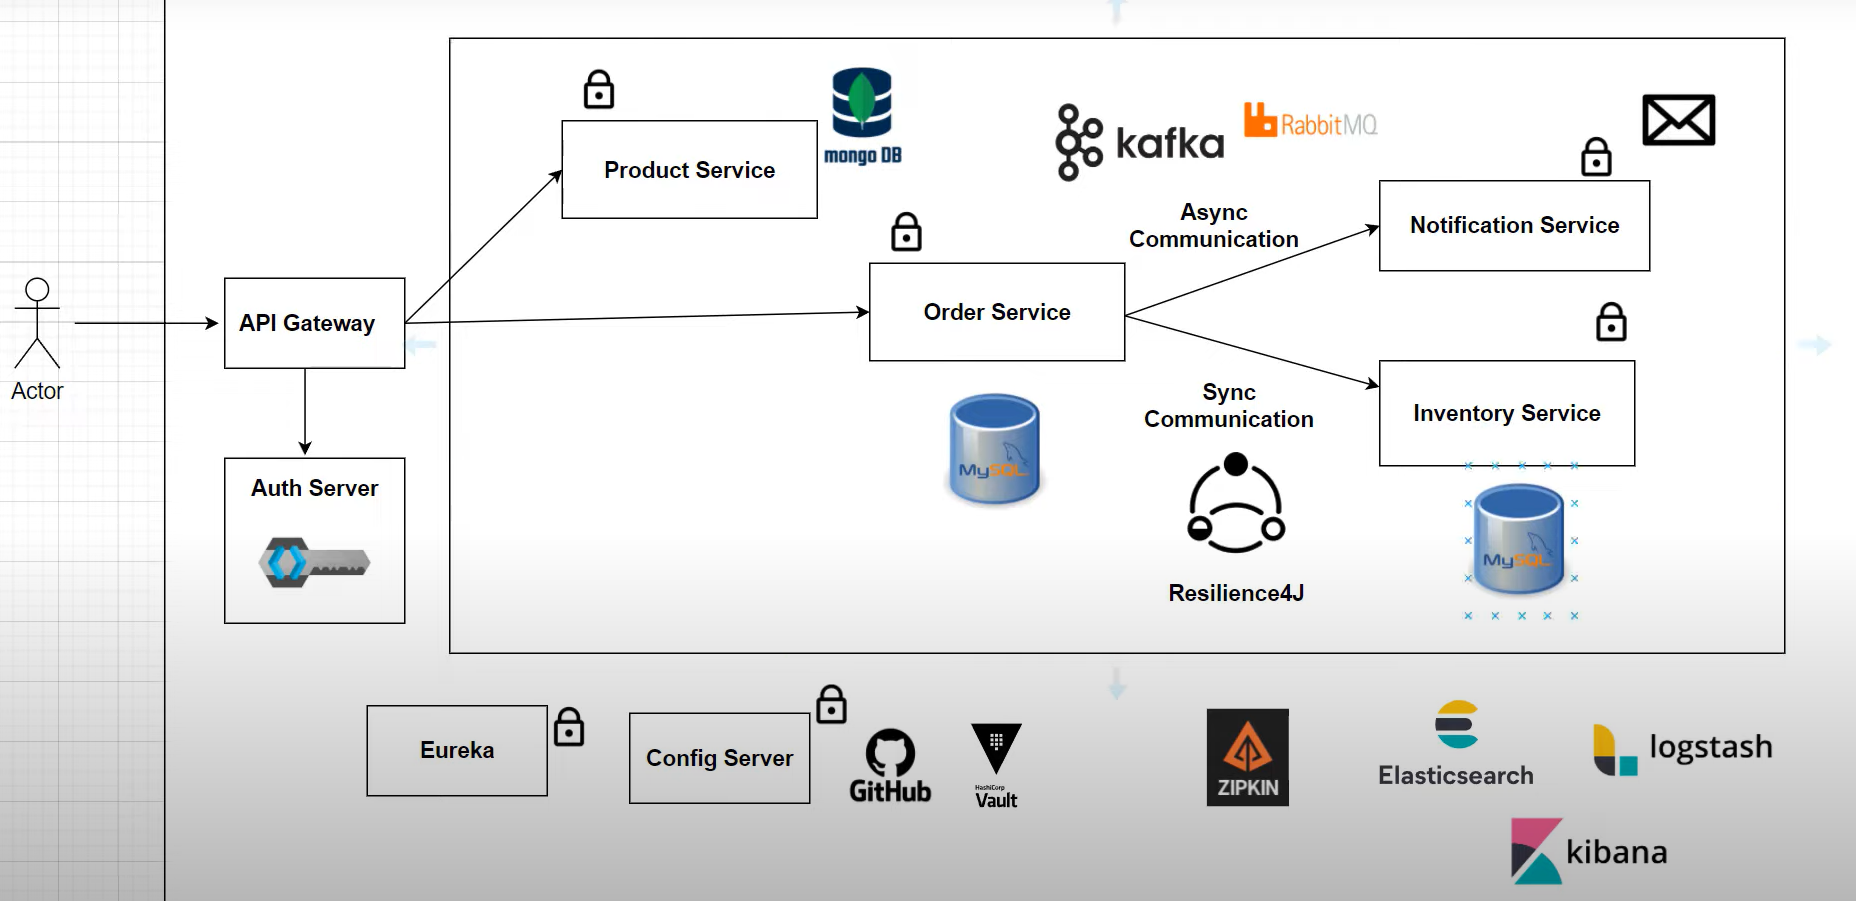 mongo DB
Product Service
kafka
RabbitMQ
Async
Communication
Notification Service
Order Service
API Gateway
Actor
Sync
Communication
Inventory Service
MySQL
Auth Server
MySQL
Resilience4J
Eureka
Config Server
GitHub
HashiCorp
Vault
ZIPKIN
Elasticsearch
logstash
kibana